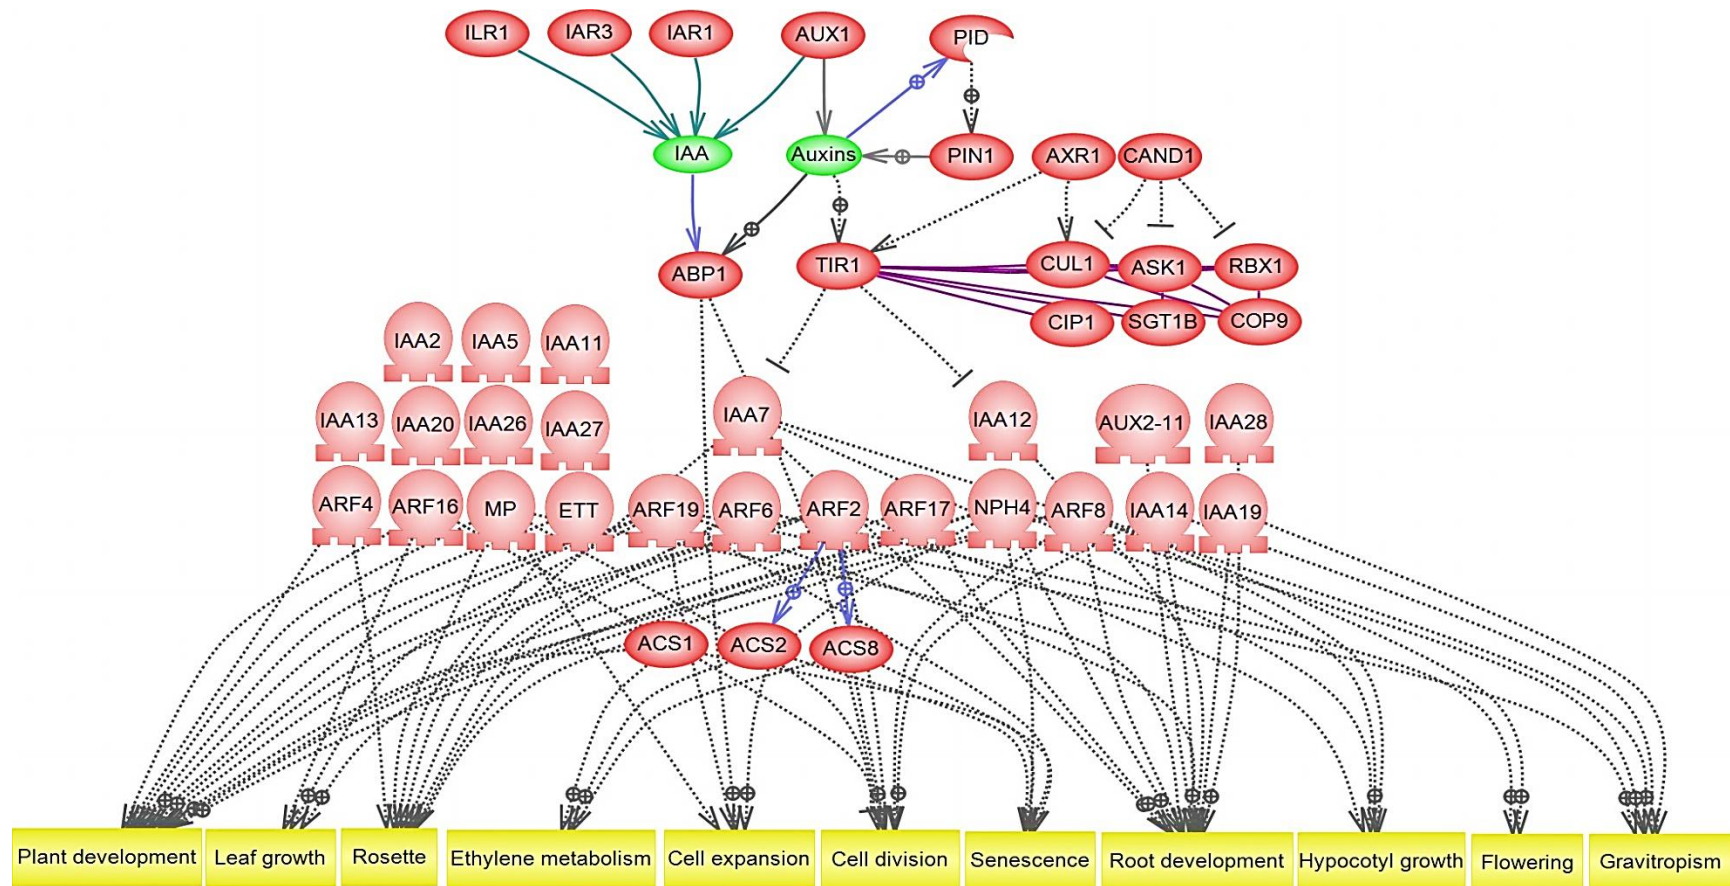 ILR1
IAR3
IAR1
AUX1
PID
IAA
Auxins
PIN1
AXR1
CAND1
ABP1
TIR1
CUL1
ASK1
RBX1
CIP1
SGT1B
COP9
IAA2
IAA5
IAA11
IAA13
IAA20
IAA26
IAA27
IAA7
IAA12
AUX2-11
IAA28
ARF4
ARF16
MP
ETT
ARF19
ARF6
ARF2
ARF17
NPH4
ARF8
IAA14
IAA19
ACS1
ACS2
ACS8
Plant development
Leaf growth
Rosette
Ethylene metabolism
Cell expansion
Cell division
Senescence
Root development
Hypocotyl growth
Flowering
Gravitropism